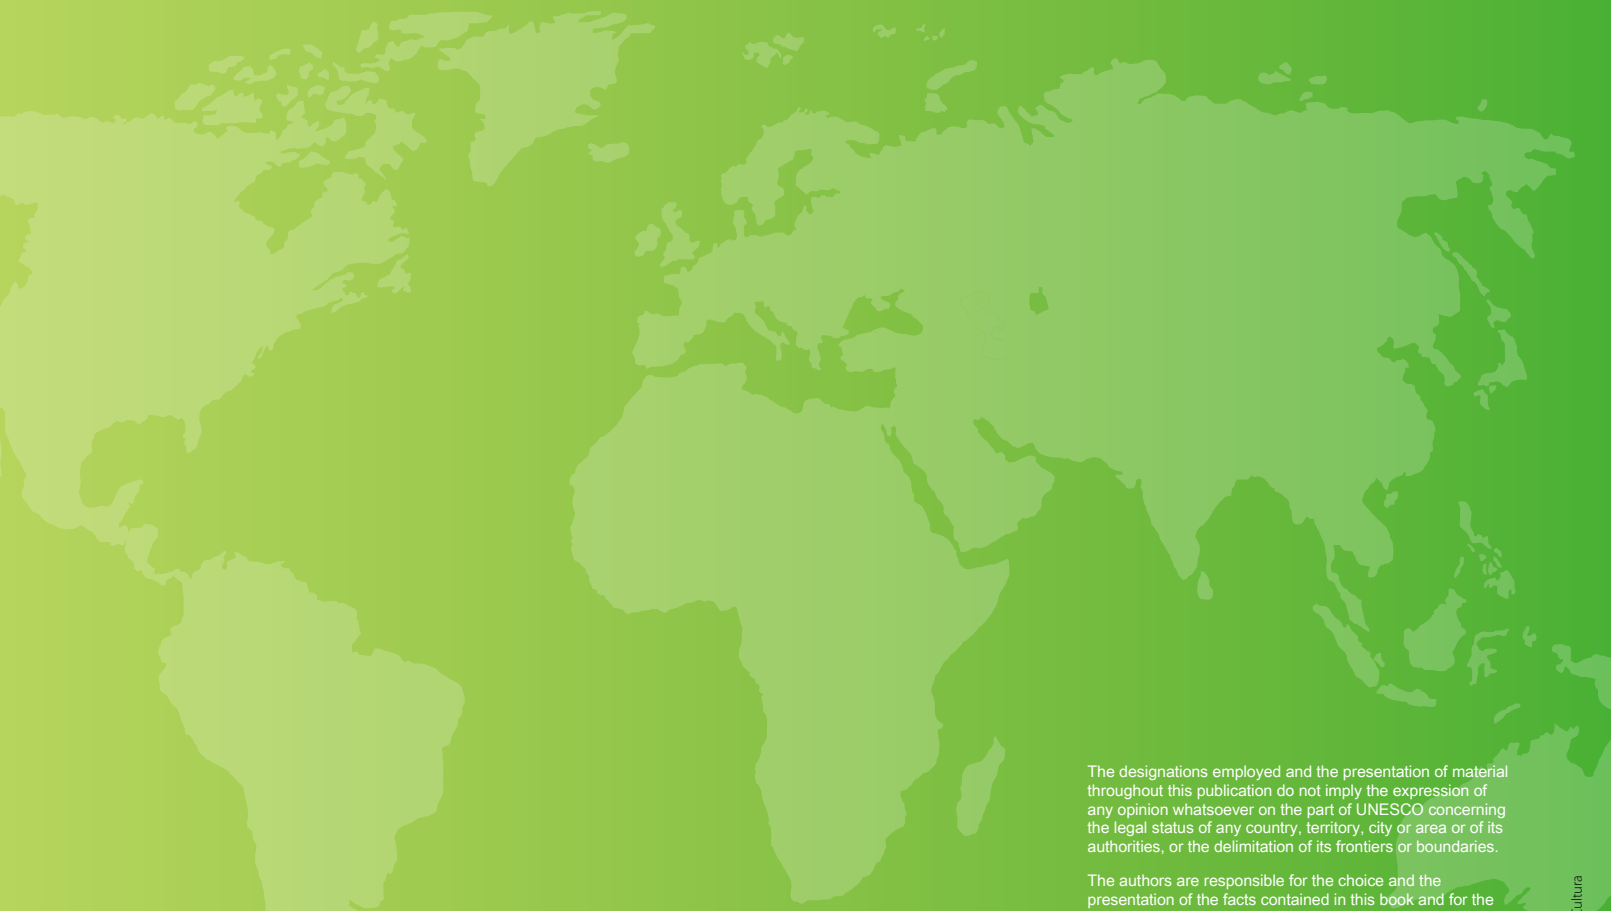 The designations employed and the presentation of material
throughout this publication do not imply the expression of
any opinion whatsoever on the part of UNESCO concerning
the legal status of any country, territory, city or area or of its
authorities, or the delimitation of its frontiers or boundaries.
The authors are responsible for the choice and the
presentation of the facts contained in this book and for the